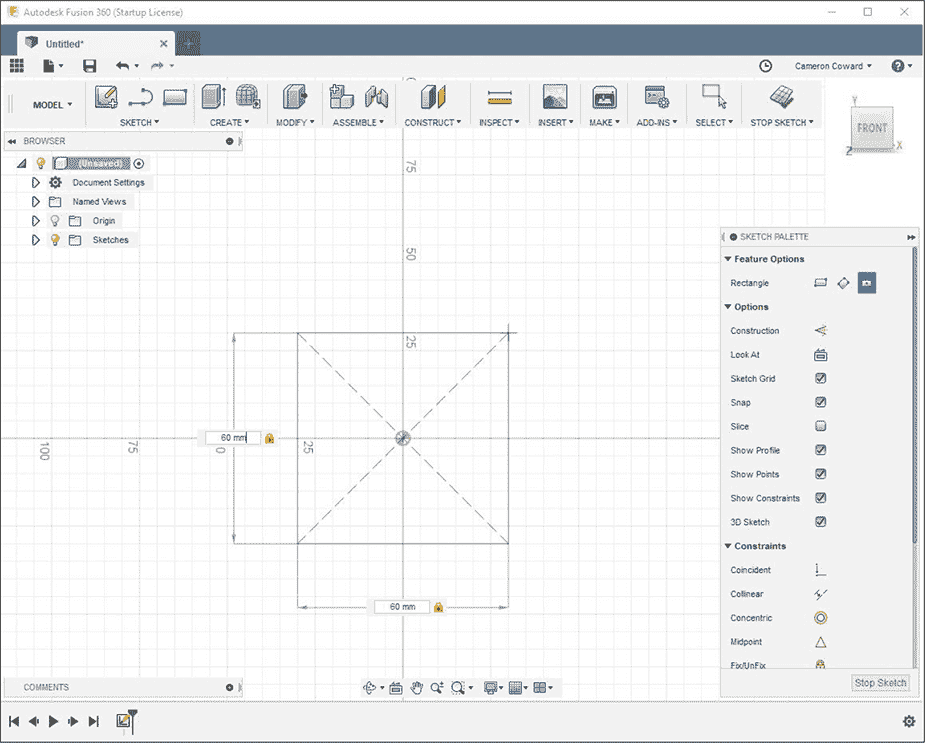 Autodesk Fusion 360 (Startup License)
Untitled*
Cameron Coward
MODEL
SKETCH
CREATE
MODIFY
ASSEMBLE
CONSTRUCT
INSPECT
INSERT
MAKE
ADD-INS
SELECT
STOP SKETCH
Y
FRONT
Z
X
BROWSER
(Unsaved)
Document Settings
Named Views
Origin
Sketches
75
50
25
100
75
0
25
60 mm
60 mm
SKETCH PALETTE
Feature Options
Rectangle
Options
Construction
Look At
Sketch Grid
Snap
Slice
Show Profile
Show Points
Show Constraints
3D Sketch
Constraints
Coincident
Collinear
Concentric
Midpoint
Fix/UnFix
Stop Sketch
COMMENTS